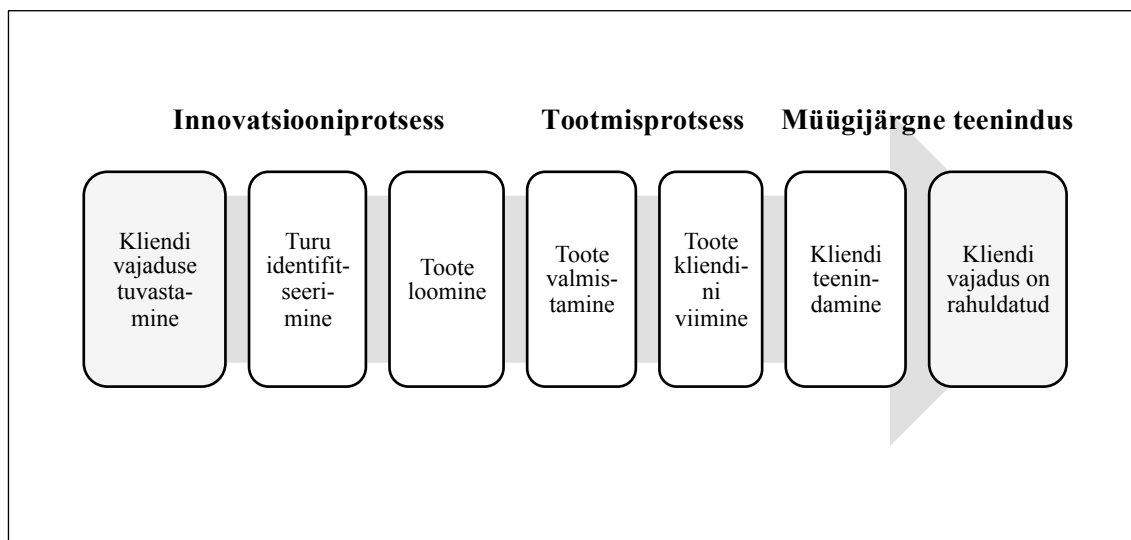 Innovatsiooniprotsess
Tootmisprotsess
Müügijärgne teenindus
Kliendi
vajaduse
tuvasta-
mine
Turu
identifit-
seeri-
mine
Toote
loomine
Toote
valmis-
tamine
Toote
kliendi-
ni
viimine
Kliendi
teenin-
damine
Kliendi
vajadus on
rahuldatud